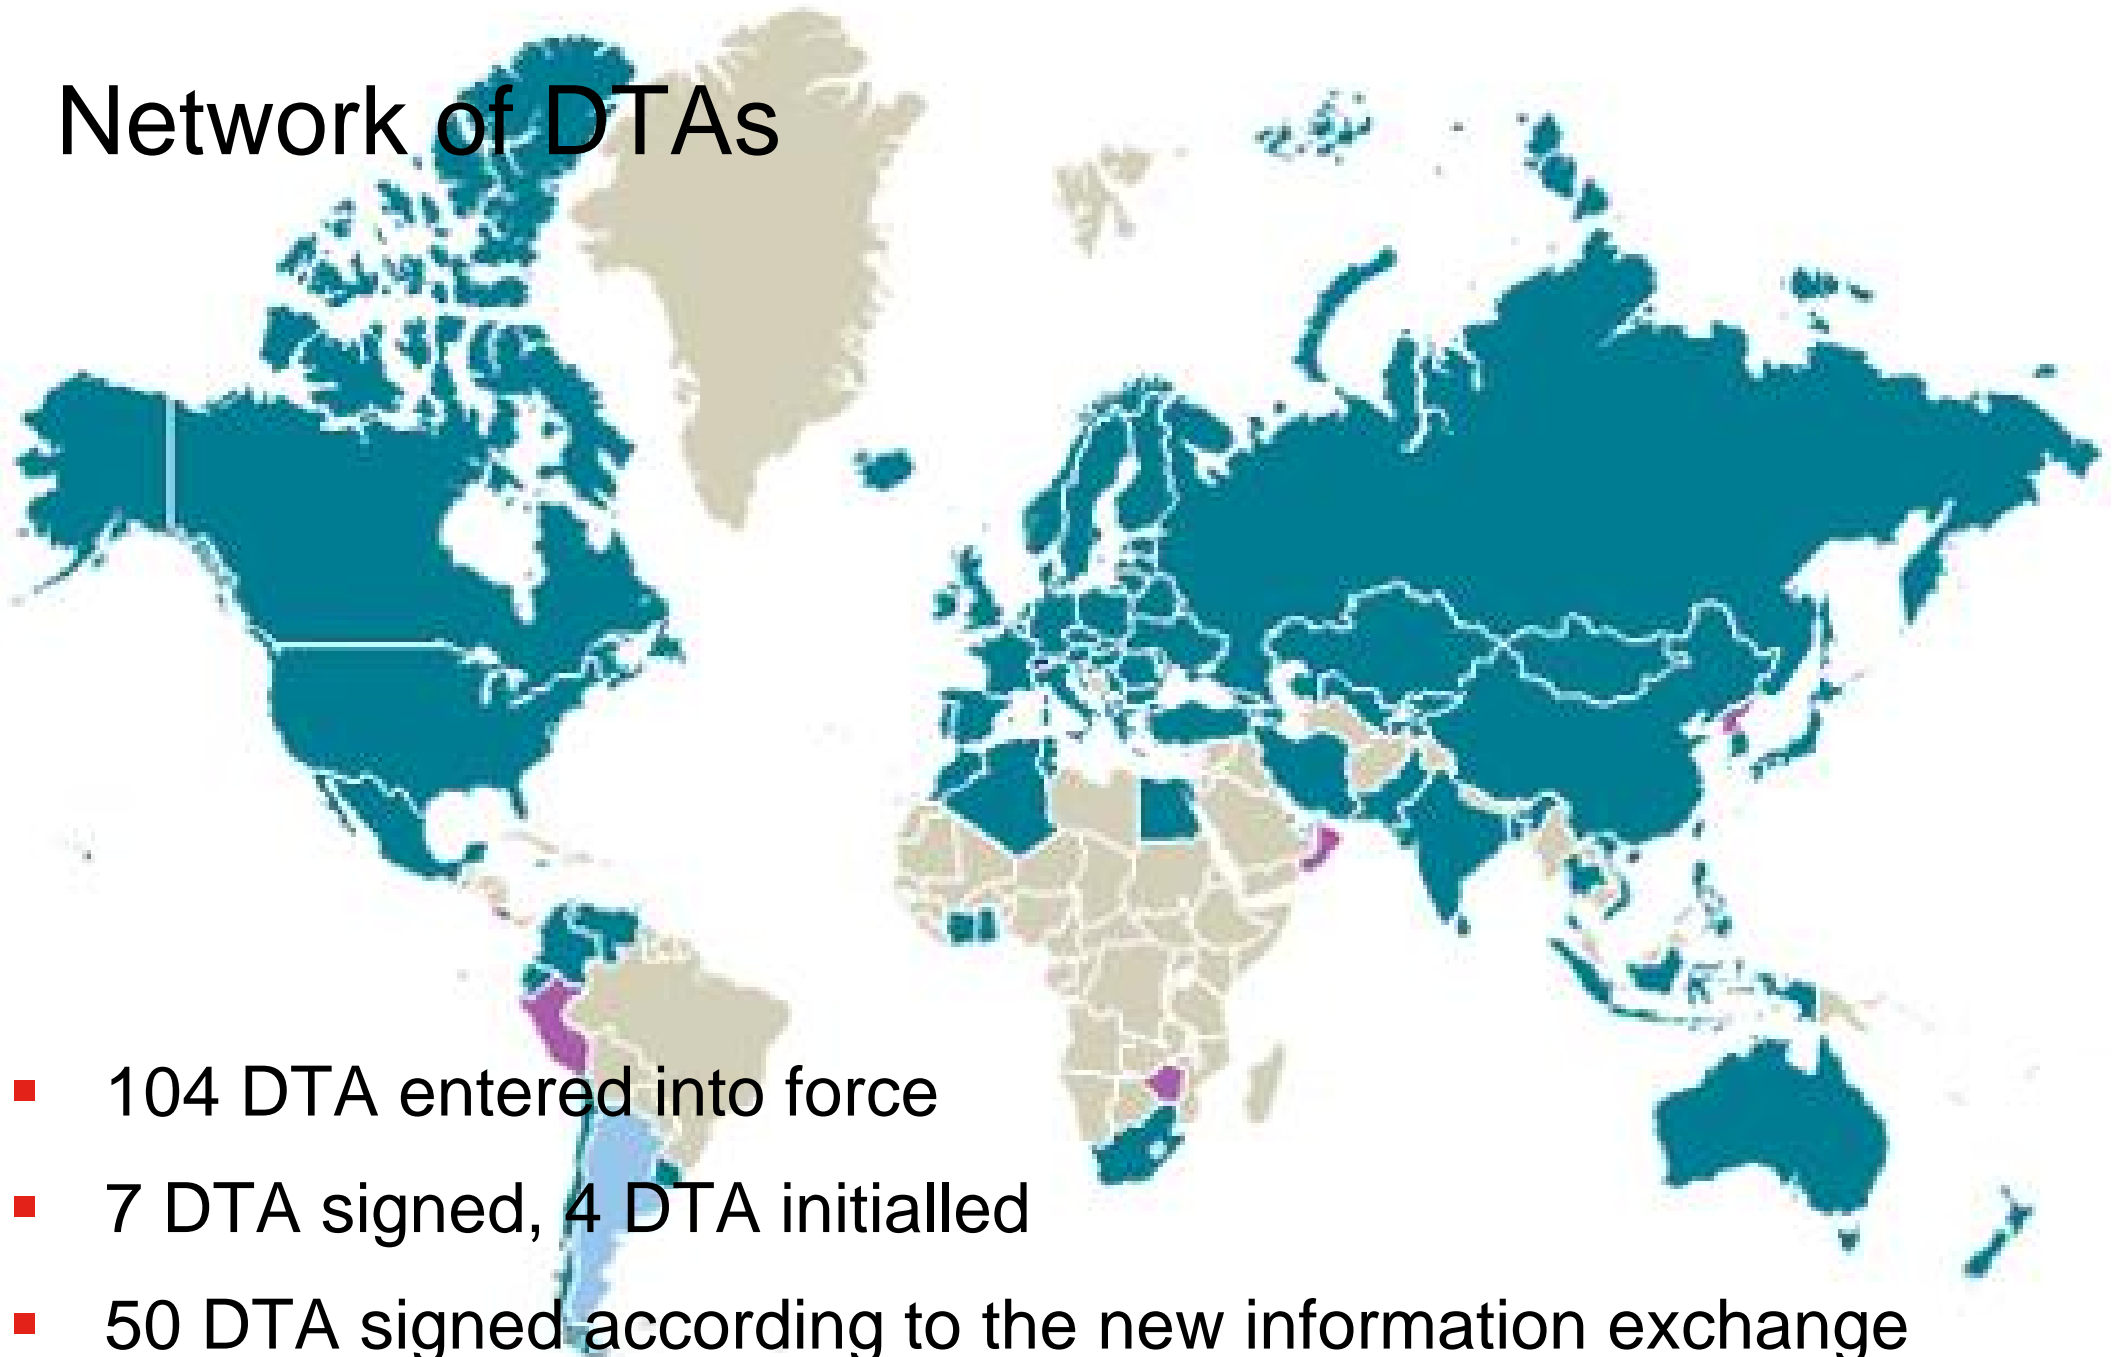 Network of DTAs
▪ 104 DTA entered into force
▪ 7 DTA signed, 4 DTA initialled
▪ 50 DTA signed according to the new information exchange